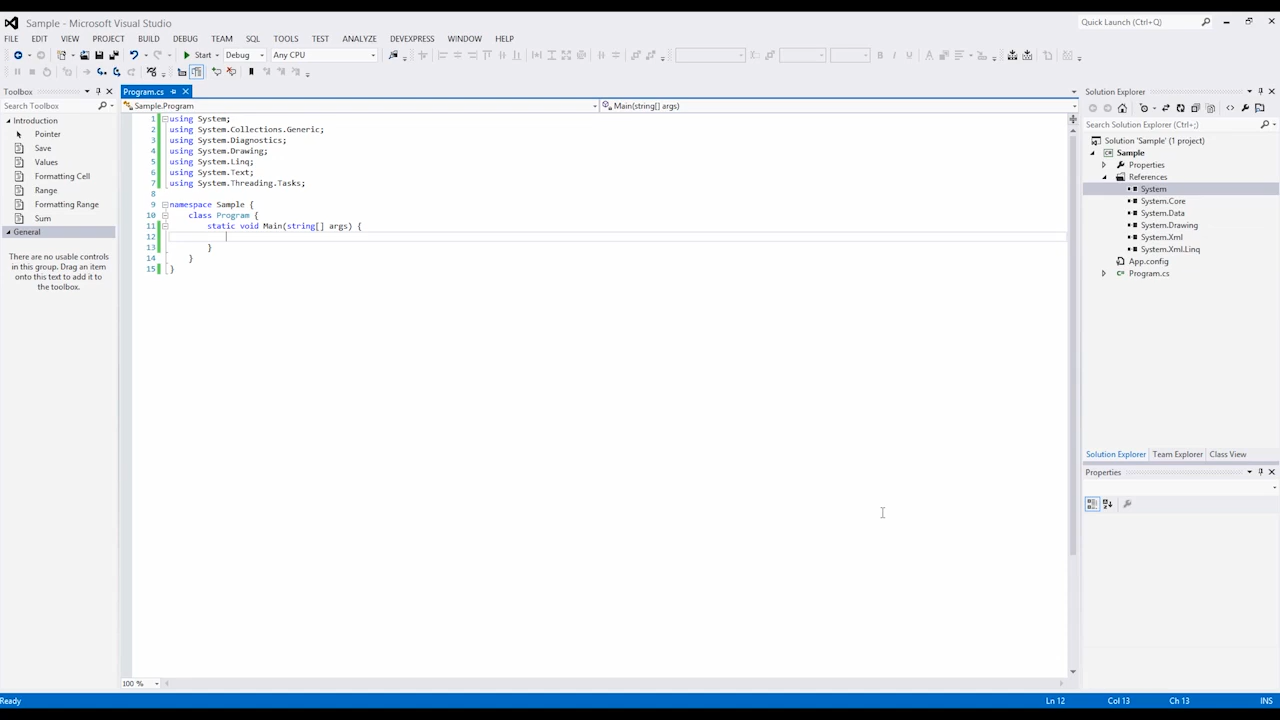 Sample - Microsoft Visual Studio
Quick Launch (Ctrl+Q)
FILE EDIT VIEW PROJECT BUILD DEBUG TEAM SQL TOOLS TEST ANALYZE DEVEXPRESS WINDOW HELP
Start Debug Any CPU
Toolbox
Search Toolbox
Introduction
Pointer
Save
Values
Formatting Cell
Range
Formatting Range
Sum
General
There are no usable controls
in this group. Drag an item
onto this text to add it to
the toolbox.
Program.cs
Sample.Program Main(string[] args)
1 using System;
2 using System.Collections.Generic;
3 using System.Diagnostics;
4 using System.Drawing;
5 using System.Linq;
6 using System.Text;
7 using System.Threading.Tasks;
8
9 namespace Sample {
10 class Program {
11 static void Main(string[] args) {
12
13 }
14 }
15 }
100 %
Solution Explorer
Search Solution Explorer (Ctrl+;)
Solution 'Sample' (1 project)
Sample
Properties
References
System
System.Core
System.Data
System.Drawing
System.Xml
System.Xml.Linq
App.config
Program.cs
Solution Explorer Team Explorer Class View
Properties
Ready Ln 12 Col 13 Ch 13 INS